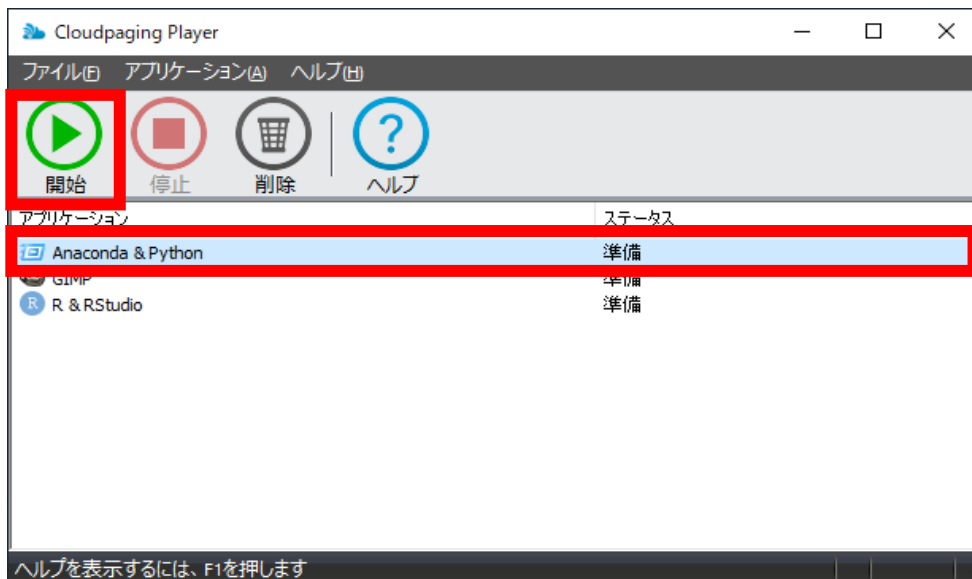 Cloudpaging Player
ファイル(F) アプリケーション(A) ヘルプ(H)
開始 停止 削除 ヘルプ
アプリケーション ステータス
Anaconda & Python 準備
GIMP 準備
R R & RStudio 準備
ヘルプを表示するには、F1を押します